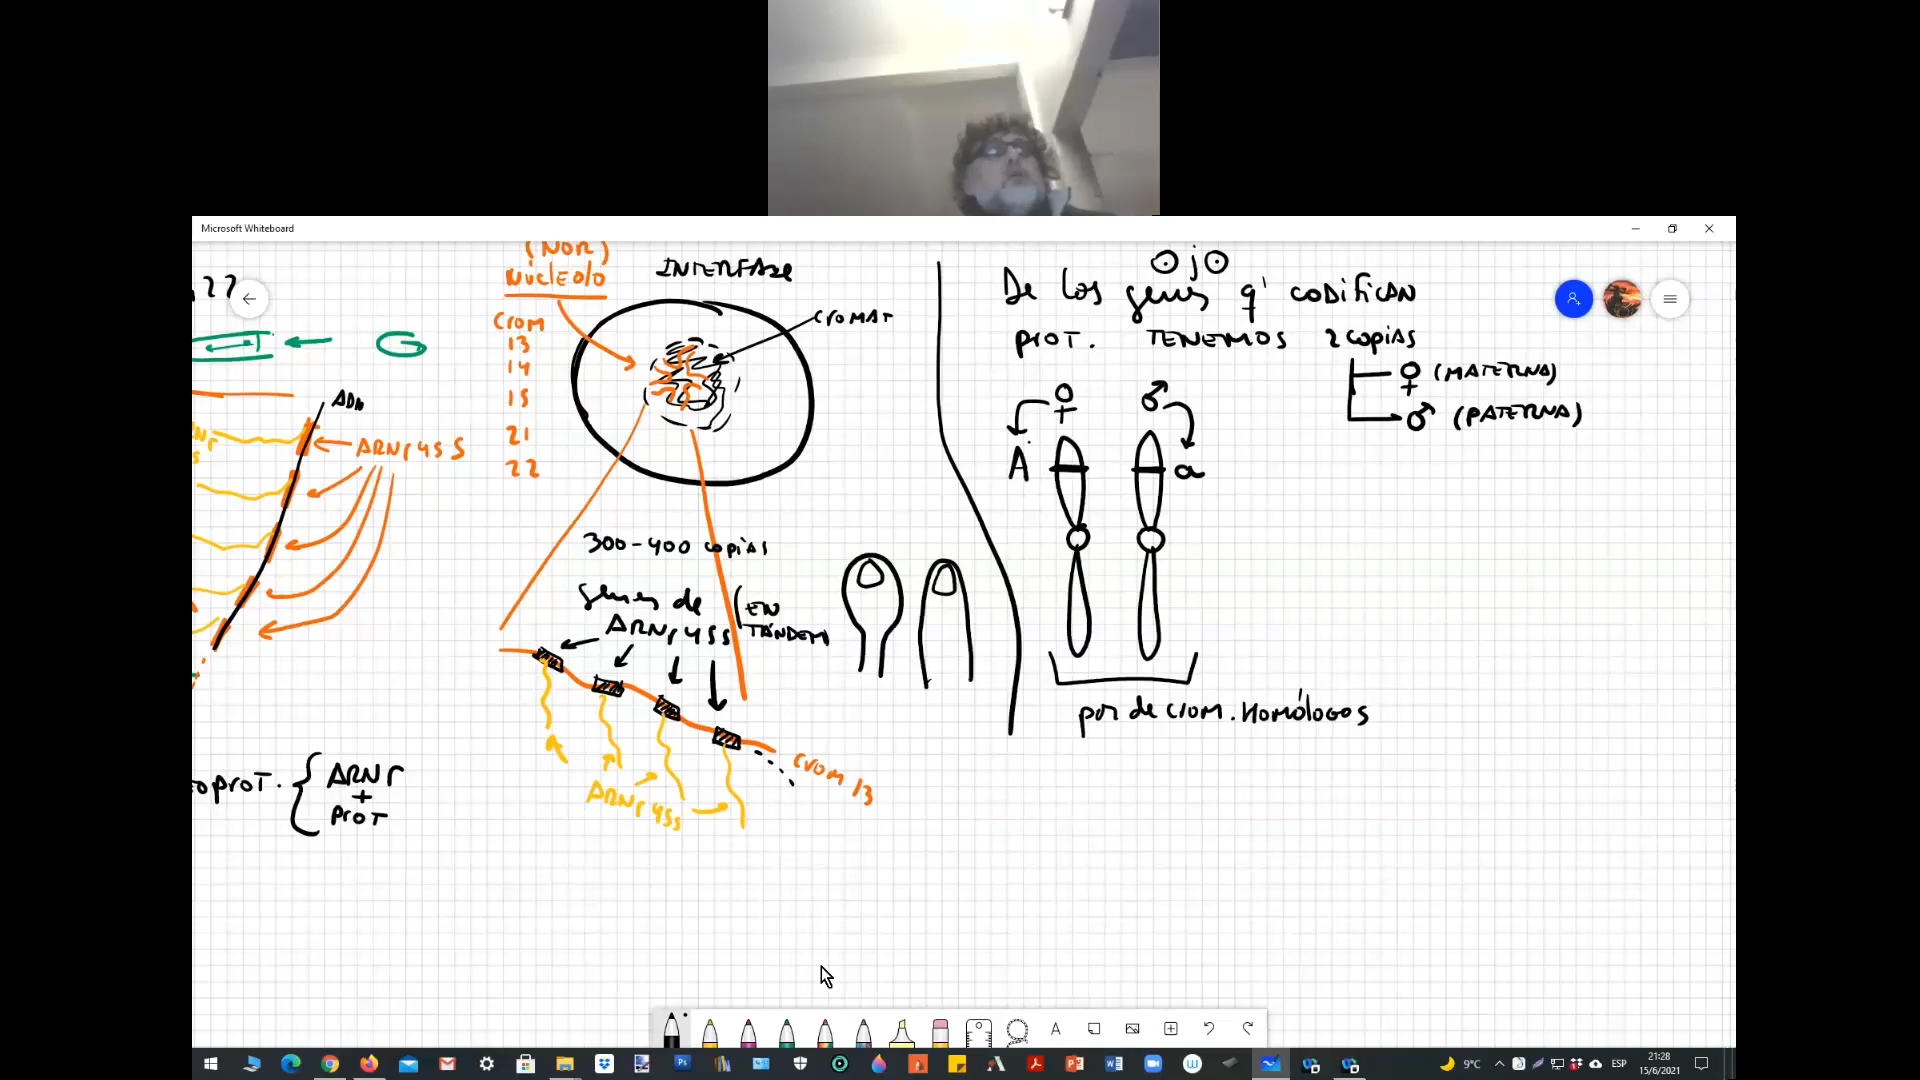 Microsoft Whiteboard
(NOR)
Nucleolo
Crom
13
14
15
21
22
INTERFASE
CROMAT
, 22
T
G
ADN
ARNr 45 S
300-400 copias
genes de
ARNr 45s
(EN
TÁNDEM
ARNr 45s
Crom 13
OPROT. { ARNr
+
PROT
OjO
De los genes q' codifican
prot. TENEMOS 2 copias
♀ (MATERNA)
♂ (PATERNA)
♀ ♂
A a
par de crom. Homólogos
A
9°C
ESP
21:28
15/6/2021